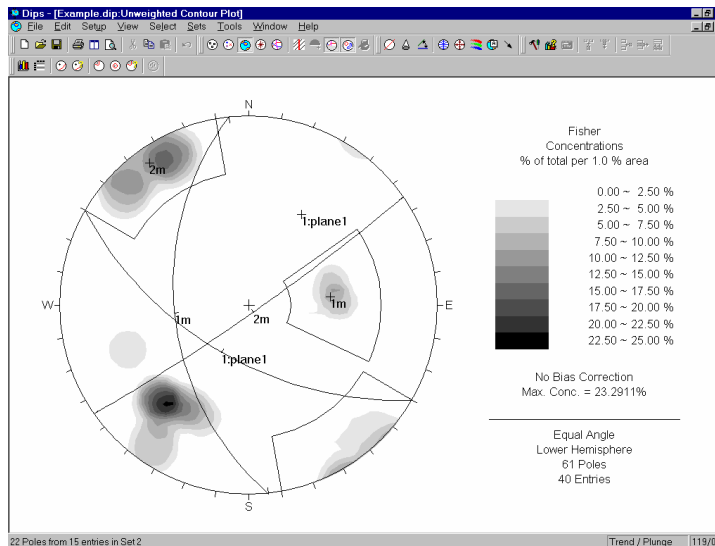 Dips - [Example.dip:Unweighted Contour Plot]
File Edit Setup View Select Sets Tools Window Help
N
Fisher
Concentrations
% of total per 1.0 % area
2m
0.00 ~ 2.50 %
2.50 ~ 5.00 %
5.00 ~ 7.50 %
7.50 ~ 10.00 %
10.00 ~ 12.50 %
12.50 ~ 15.00 %
15.00 ~ 17.50 %
17.50 ~ 20.00 %
20.00 ~ 22.50 %
22.50 ~ 25.00 %
1:plane1
W
1m
E
1m
2m
1:plane1
No Bias Correction
Max. Conc. = 23.2911%
Equal Angle
Lower Hemisphere
61 Poles
40 Entries
S
22 Poles from 15 entries in Set 2
Trend / Plunge